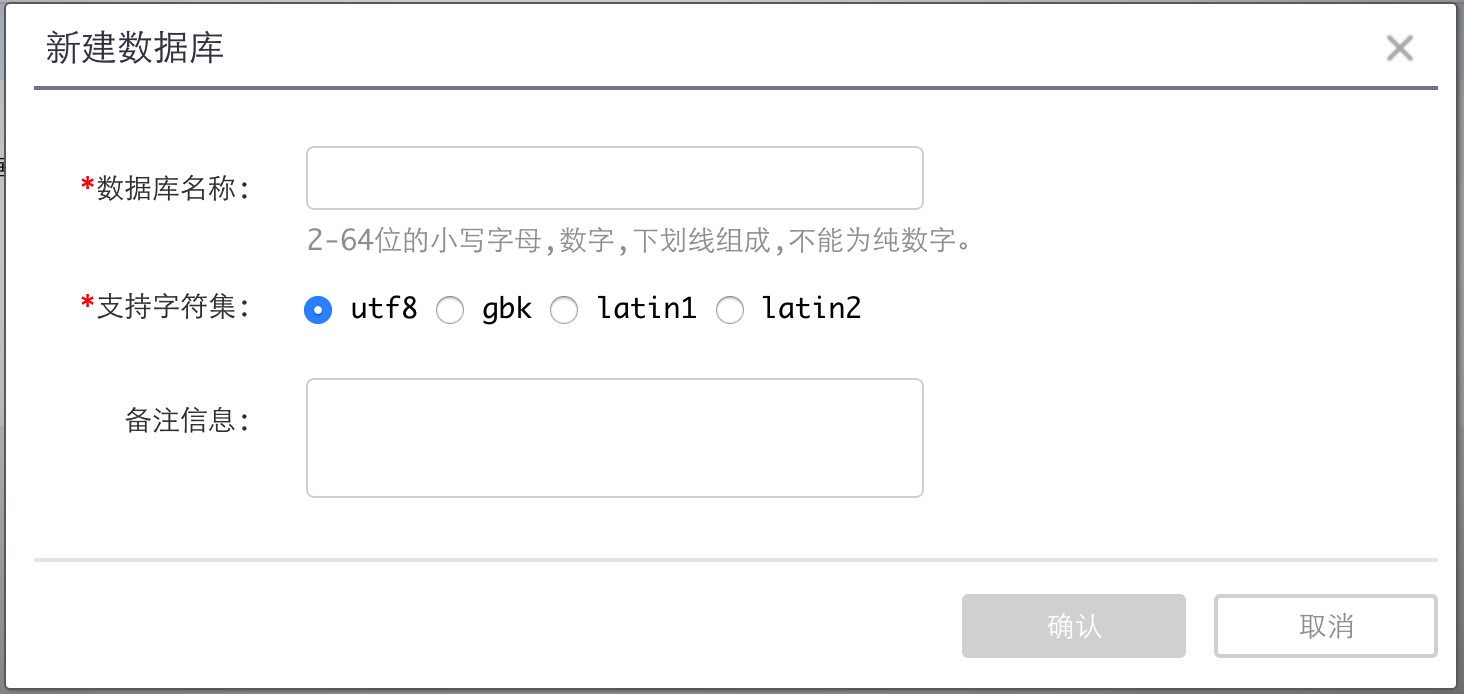 新建数据库
*数据库名称:
2-64位的小写字母,数字,下划线组成,不能为纯数字。
*支持字符集: utf8 gbk latin1 latin2
备注信息:
确认 取消